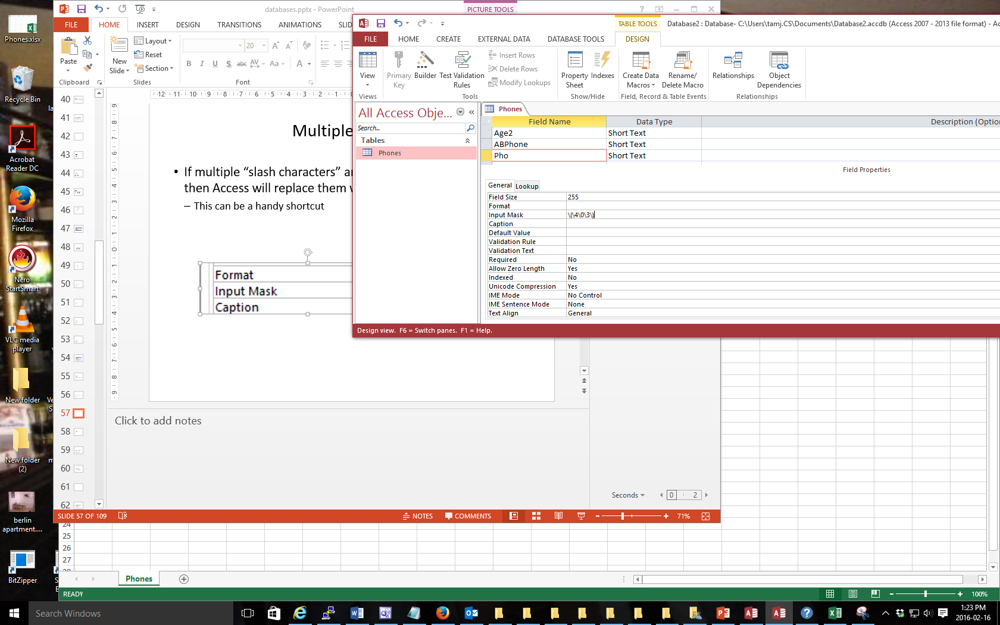 Phones.xlsx
Recycle Bin
Acrobat
Reader DC
Mozilla
Firefox
Nero
StartSmart
VLC media
player
New folder
New folder
(2)
berlin
apartment....
BitZipper
databases.pptx - PowerPoint
PICTURE TOOLS
FILE
HOME
INSERT
DESIGN
TRANSITIONS
ANIMATIONS
SLID
Paste
New
Slide
Layout
Reset
Section
20
B I U S abc AV Aa A
Clipboard
Slides
Font
40
41
42
43
44
45
46
47
48
49
50
51
52
53
54
55
56
57
58
59
60
61
62
Multiple
• If multiple “slash characters” a
then Access will replace them w
– This can be a handy shortcut
Format
Input Mask
Caption
Click to add notes
Seconds
0
2
SLIDE 57 OF 109
NOTES
COMMENTS
71%
TABLE TOOLS
Database2 : Database- C:\Users\tamj.CS\Documents\Database2.accdb (Access 2007 - 2013 file format) - Ac
FILE
HOME
CREATE
EXTERNAL DATA
DATABASE TOOLS
DESIGN
View
Primary
Key
Builder
Test Validation
Rules
Insert Rows
Delete Rows
Modify Lookups
Property
Sheet
Indexes
Create Data
Macros
Rename/
Delete Macro
Relationships
Object
Dependencies
Views
Tools
Show/Hide
Field, Record & Table Events
Relationships
All Access Obje...
Search...
Tables
Phones
Phones
Field Name
Data Type
Description (Option
Age2
Short Text
ABPhone
Short Text
Pho
Short Text
Field Properties
General
Lookup
Field Size
255
Format
Input Mask
\(\4\0\3\)
Caption
Default Value
Validation Rule
Validation Text
Required
No
Allow Zero Length
Yes
Indexed
No
Unicode Compression
Yes
IME Mode
No Control
IME Sentence Mode
None
Text Align
General
Design view. F6 = Switch panes. F1 = Help.
24
25
26
27
Phones
READY
100%
Search Windows
1:23 PM
2016-02-16